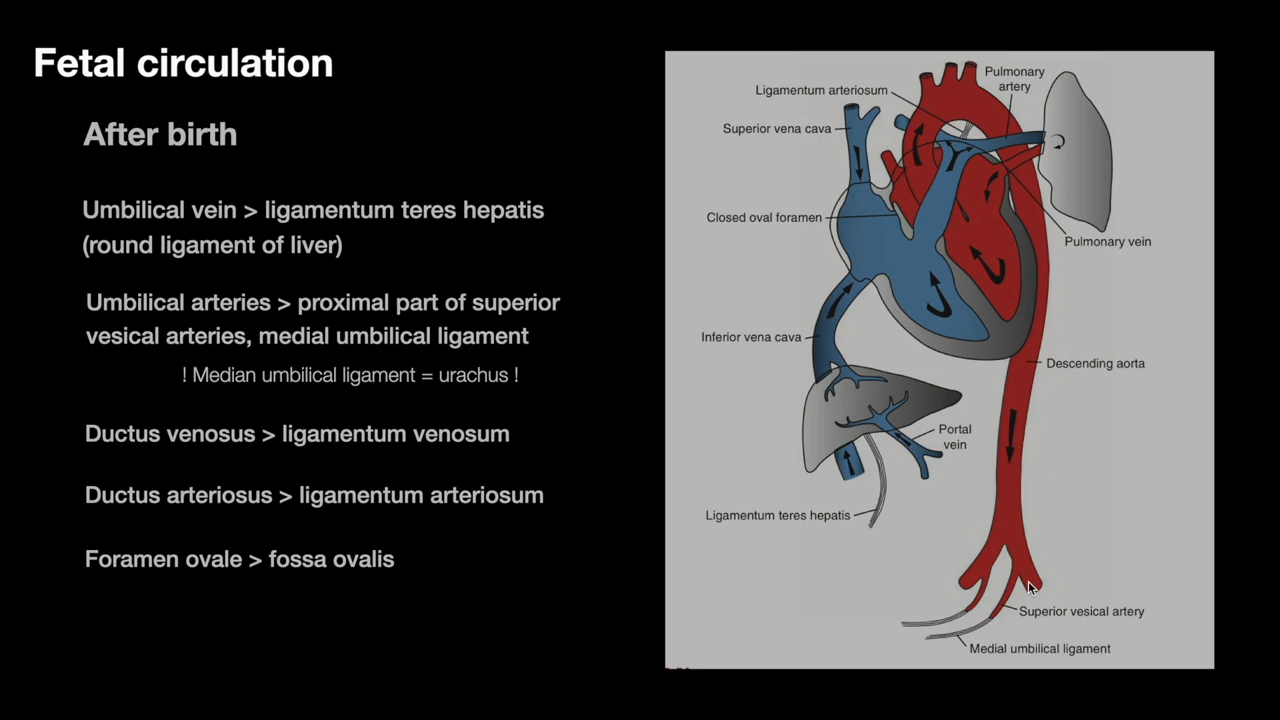 Fetal circulation
After birth
Umbilical vein > ligamentum teres hepatis
(round ligament of liver)
Umbilical arteries > proximal part of superior
vesical arteries, medial umbilical ligament
! Median umbilical ligament = urachus !
Ductus venosus > ligamentum venosum
Ductus arteriosus > ligamentum arteriosum
Foramen ovale > fossa ovalis
Pulmonary
artery
Ligamentum arteriosum
Superior vena cava
Closed oval foramen
Pulmonary vein
Inferior vena cava
Descending aorta
Portal
vein
Ligamentum teres hepatis
Superior vesical artery
Medial umbilical ligament